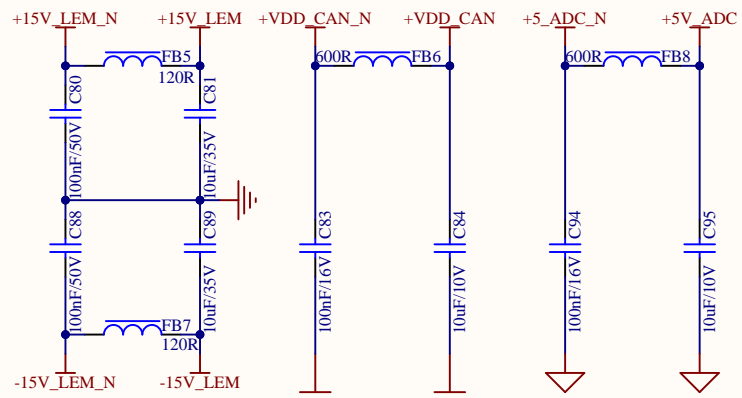 +15V_LEM_N
+15V_LEM
+VDD_CAN_N
+VDD_CAN
+5_ADC_N
+5V_ADC
FB5
120R
600R
FB6
600R
FB8
C80
100nF/50V
C81
10uF/35V
C88
100nF/50V
C89
10uF/35V
C83
100nF/16V
C84
10uF/10V
C94
100nF/16V
C95
10uF/10V
FB7
120R
-15V_LEM_N
-15V_LEM